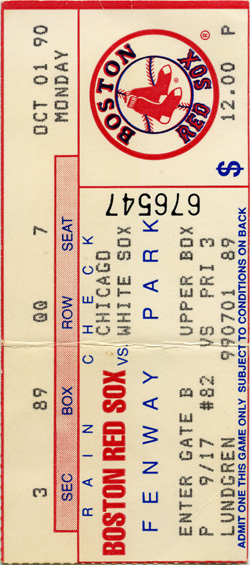 3 89 QQ 7
SEC BOX ROW SEAT
OCT 01 90
MONDAY
RAIN CHECK
BOSTON RED SOX VS.
CHICAGO
WHITE SOX
FENWAY PARK
676547
BOSTON
RED SOX
ENTER GATE B UPPER BOX
P 9/17 #82 VS PRI 3
LUNDGREN 990701 89
$ 12.00 P
ADMIT ONE THIS GAME ONLY SUBJECT TO CONDITIONS ON BACK